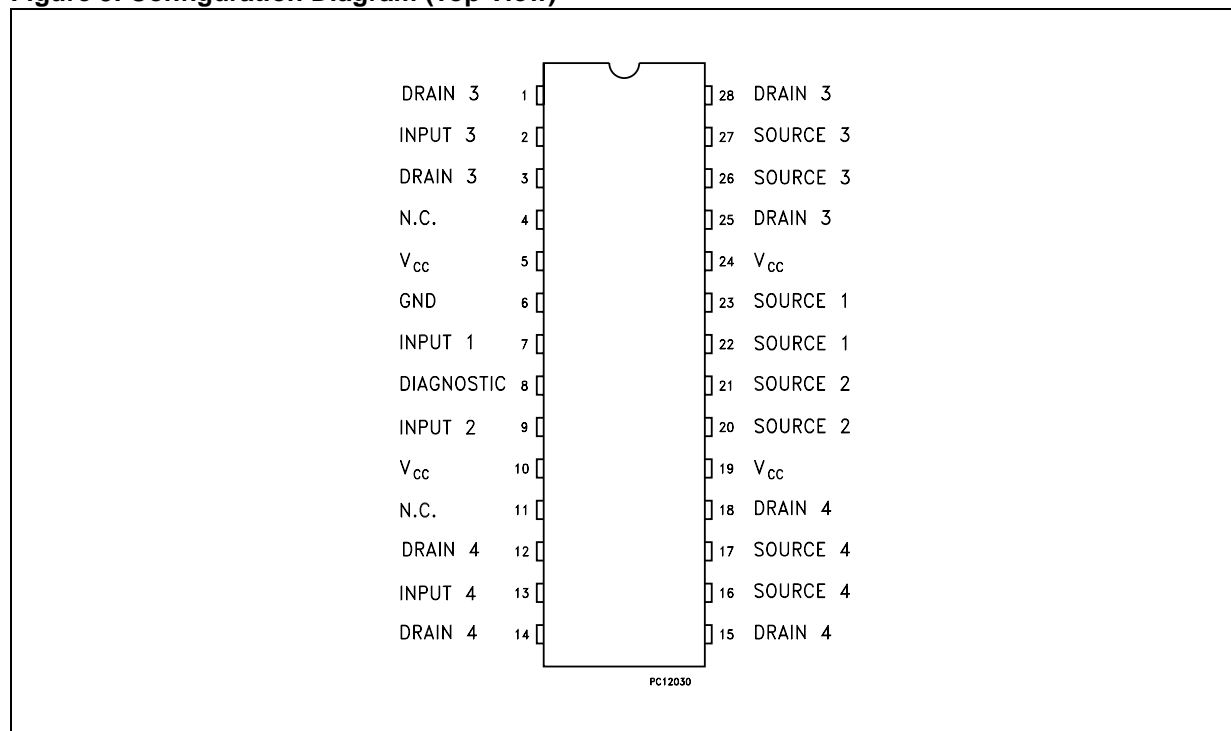 Figure 3. Configuration Diagram (Top View)
DRAIN 3 1 28 DRAIN 3
INPUT 3 2 27 SOURCE 3
DRAIN 3 3 26 SOURCE 3
N.C. 4 25 DRAIN 3
VCC 5 24 VCC
GND 6 23 SOURCE 1
INPUT 1 7 22 SOURCE 1
DIAGNOSTIC 8 21 SOURCE 2
INPUT 2 9 20 SOURCE 2
VCC 10 19 VCC
N.C. 11 18 DRAIN 4
DRAIN 4 12 17 SOURCE 4
INPUT 4 13 16 SOURCE 4
DRAIN 4 14 15 DRAIN 4
PC12030